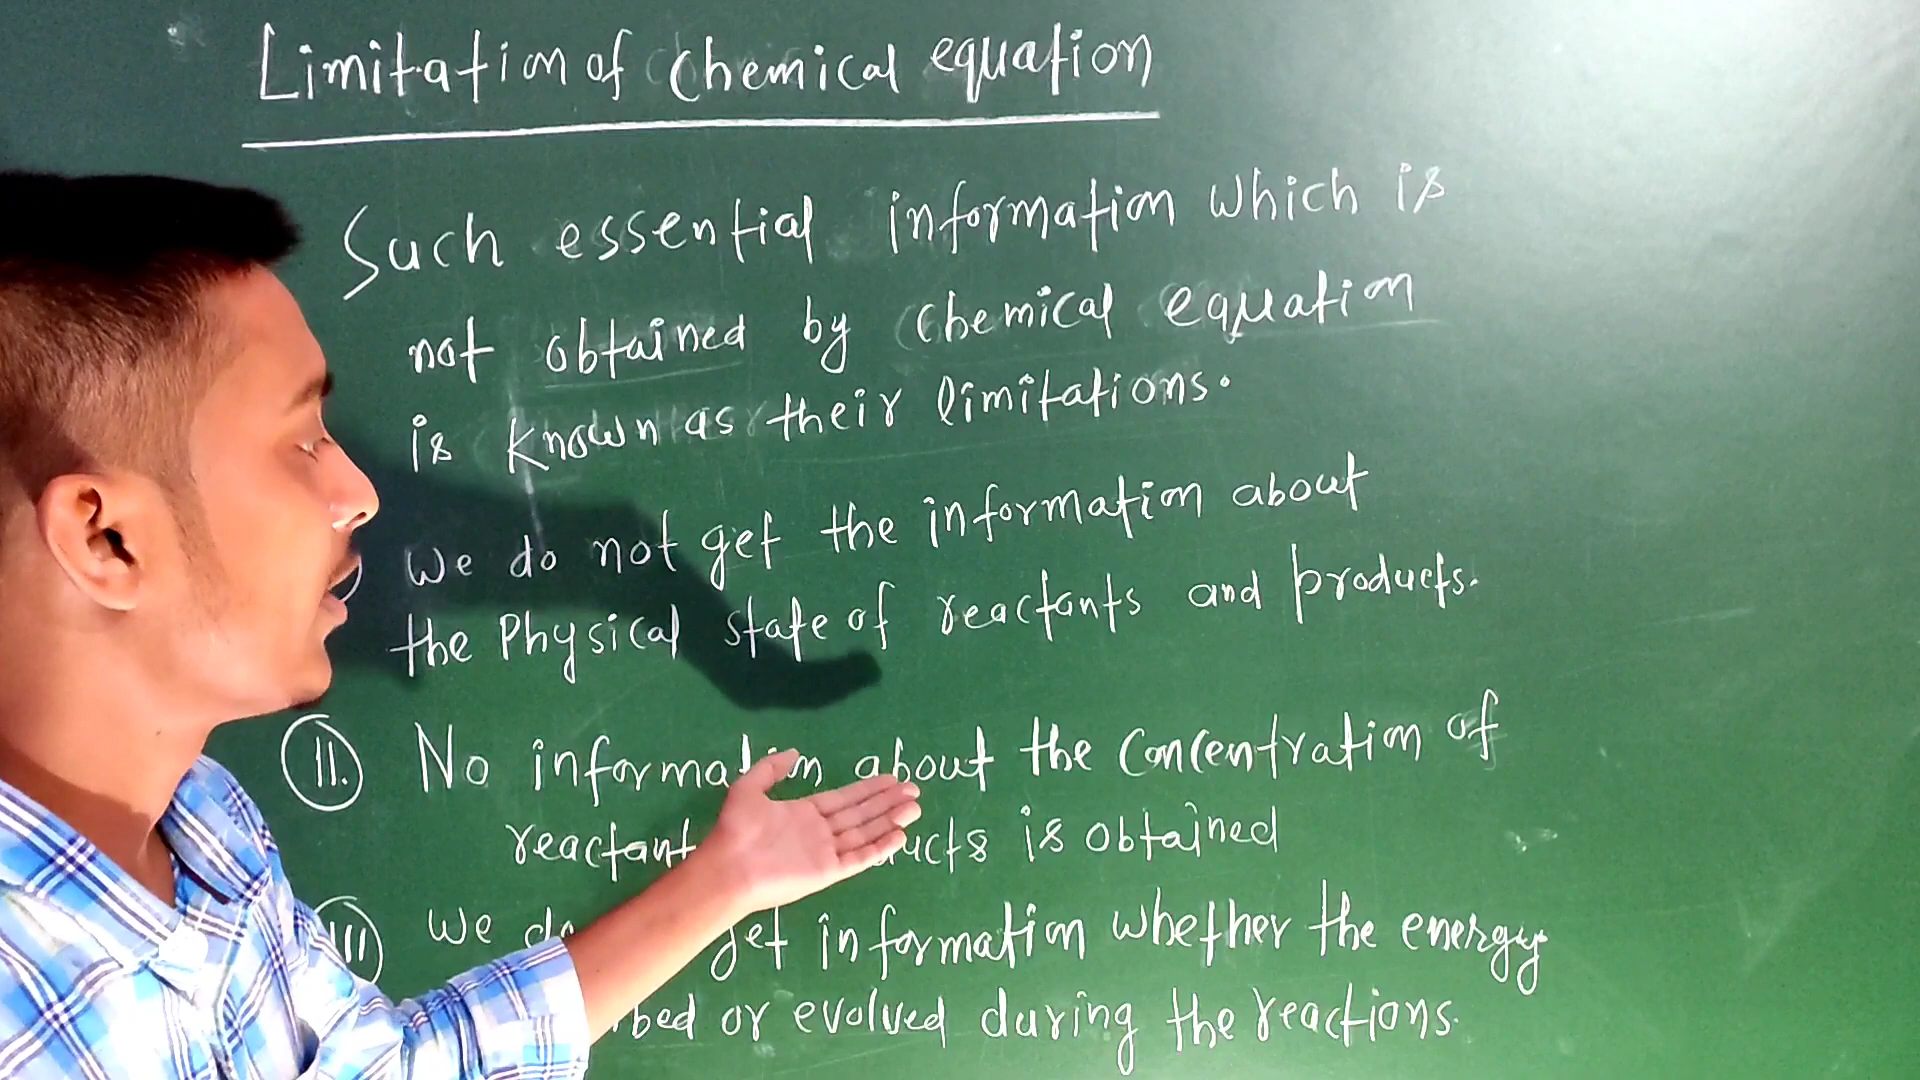 Limitation of Chemical equation
Such essential information which is
not obtained by chemical equation
is known as their limitations.
We do not get the information about
the Physical state of reactants and products.
II. No information about the concentration of
reactant is obtained
III We get information whether the energy
or evolved during the reactions.